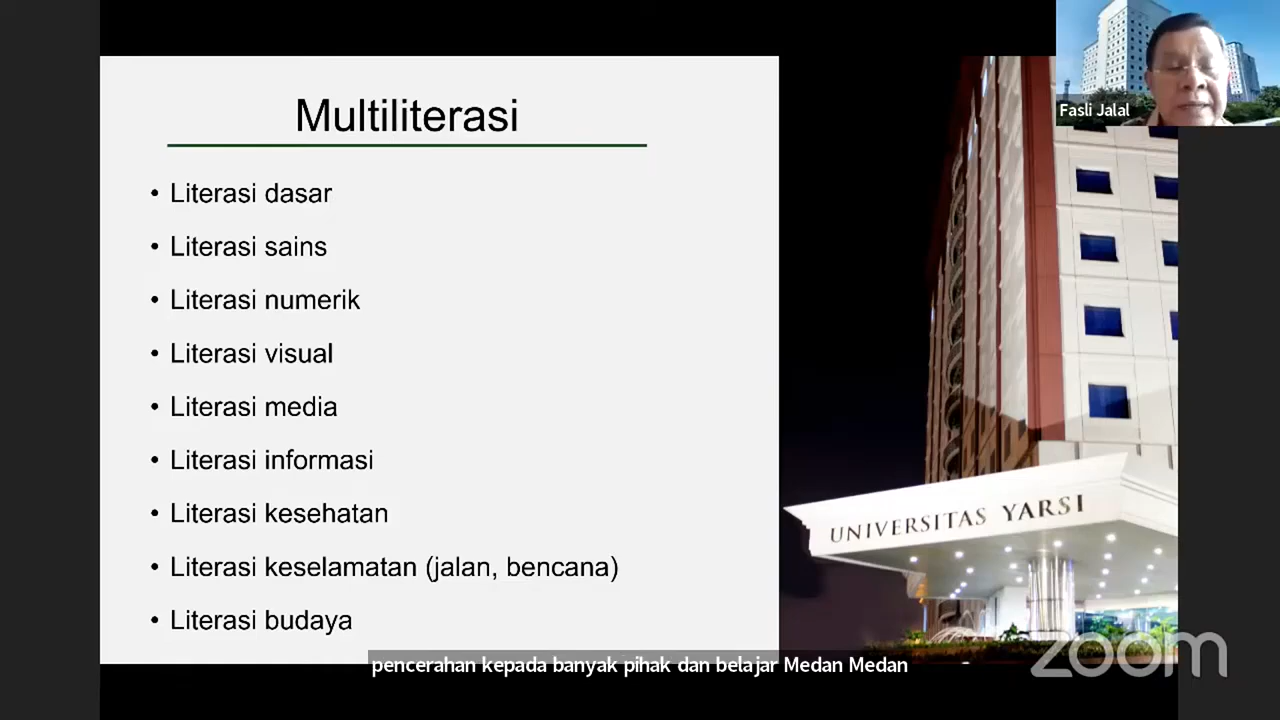 Multiliterasi
• Literasi dasar
• Literasi sains
• Literasi numerik
• Literasi visual
• Literasi media
• Literasi informasi
• Literasi kesehatan
• Literasi keselamatan (jalan, bencana)
• Literasi budaya
Fasli Jalal
UNIVERSITAS YARSI
pencerahan kepada banyak pihak dan belajar Medan Medan
zoom